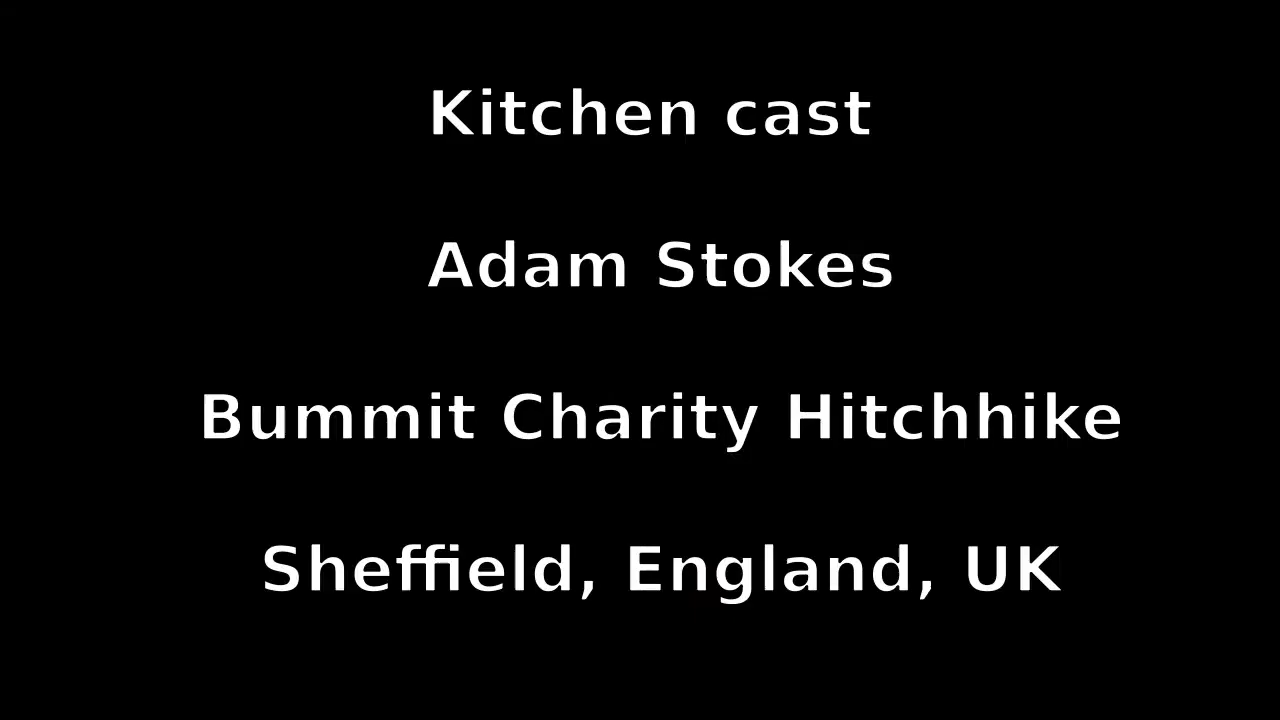 Kitchen cast
Adam Stokes
Bummit Charity Hitchhike
Sheffield, England, UK